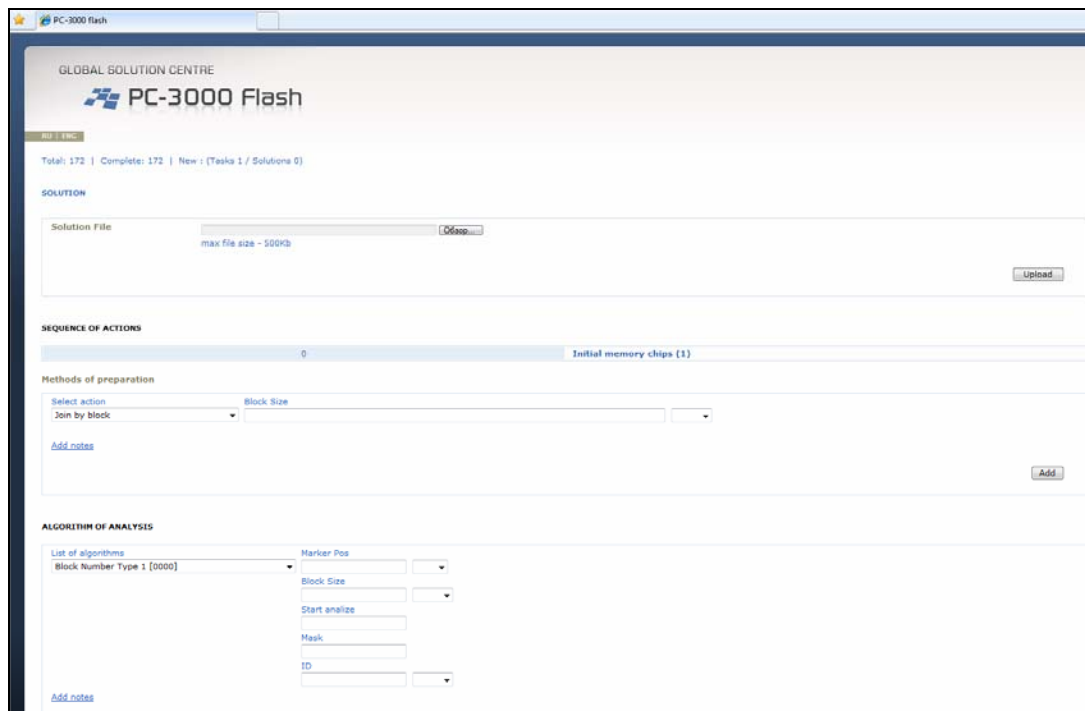 PC-3000 flash
GLOBAL SOLUTION CENTRE
PC-3000 Flash
RU | ENG
Total: 172 | Complete: 172 | New : (Tasks 1 / Solutions 0)
SOLUTION
Solution File
Обзор...
max file size - 500Kb
Upload
SEQUENCE OF ACTIONS
0 Initial memory chips (1)
Methods of preparation
Select action Block Size
Join by block
Add notes
Add
ALGORITHM OF ANALYSIS
List of algorithms Marker Pos
Block Number Type 1 [0000]
Block Size
Start analize
Mask
ID
Add notes